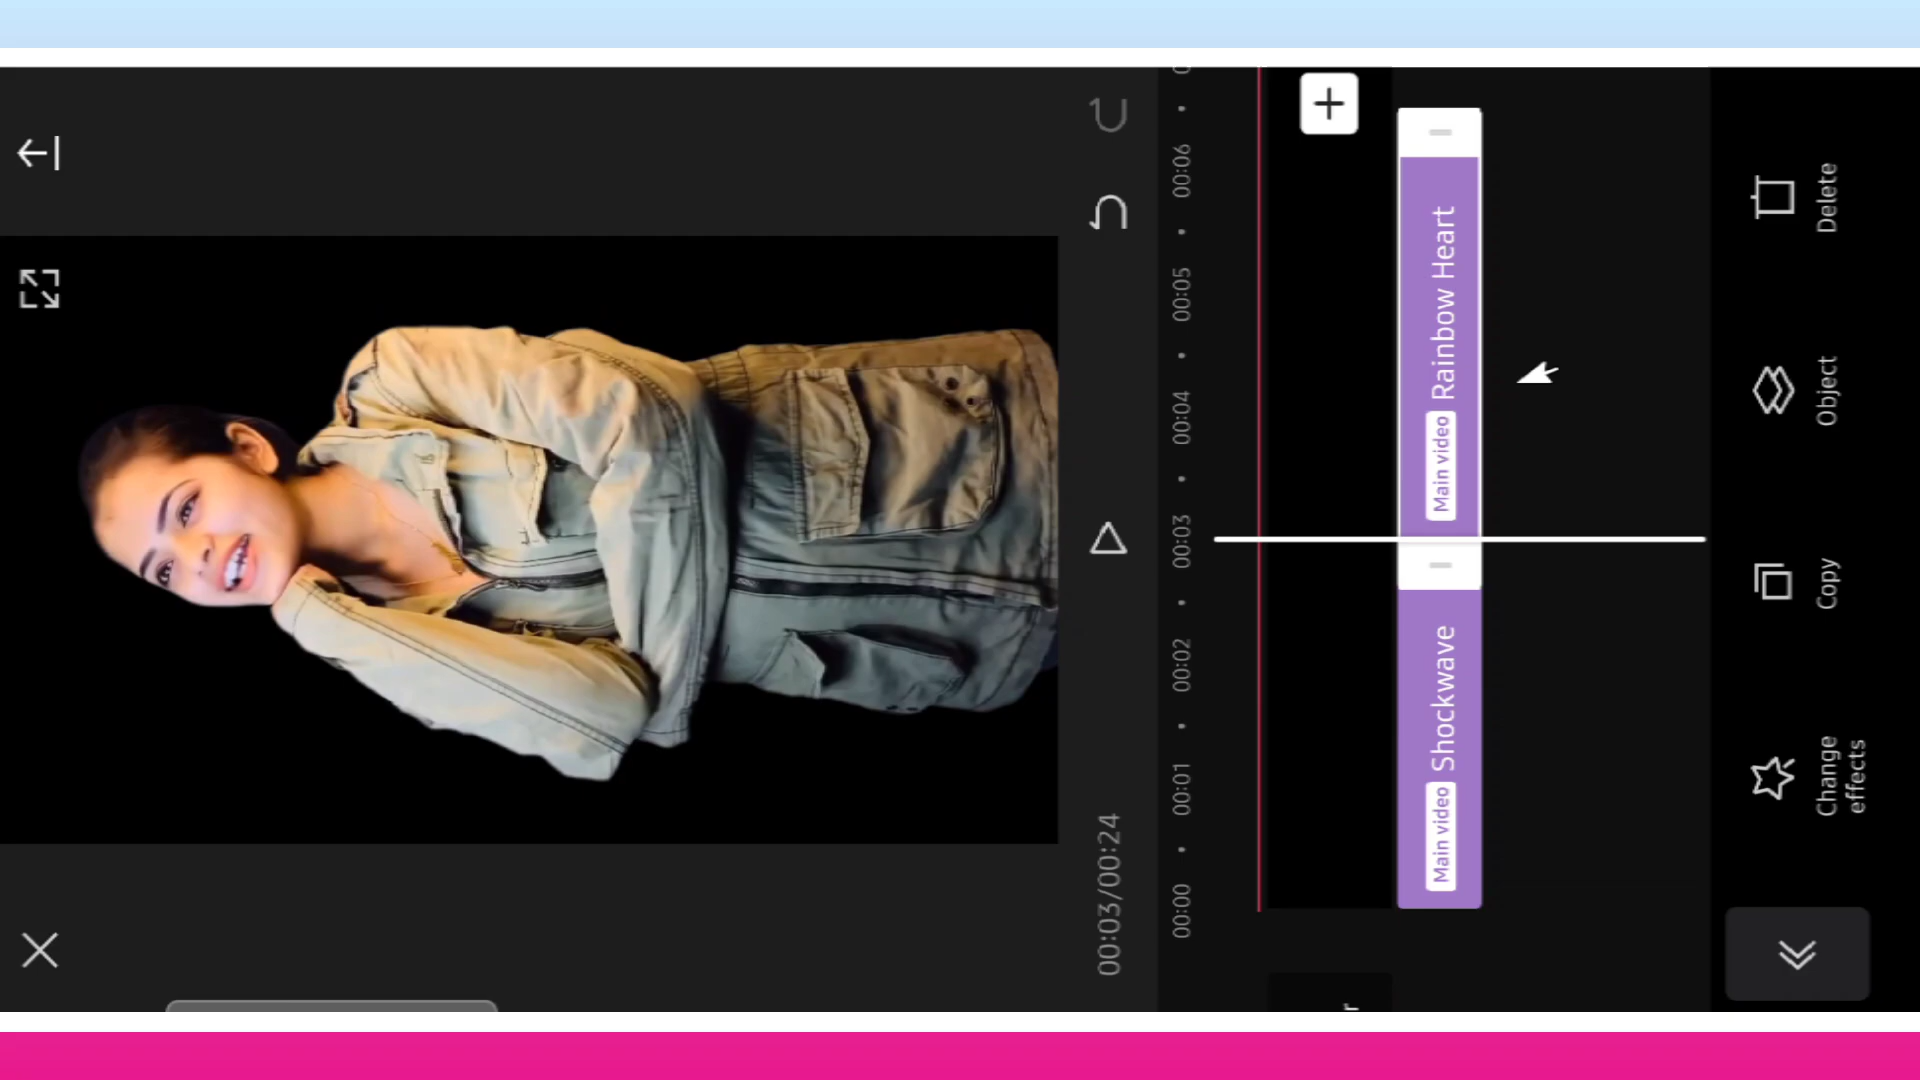 00:03/00:24
00:00
00:01
00:02
00:03
00:04
00:05
00:06
Main video Shockwave
Main video Rainbow Heart
Change
effects
Copy
Object
Delete